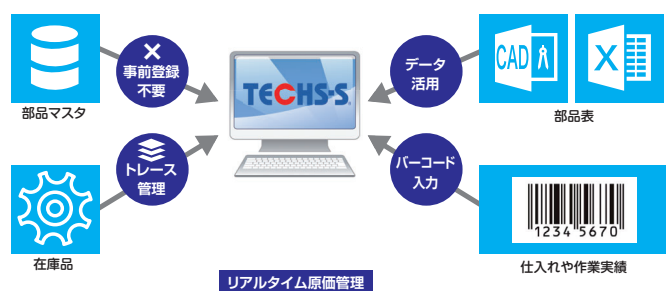 事前登録
不要
部品マスタ
TECHS-S
データ
活用
CAD
X
部品表
トレース
管理
在庫品
バーコード
入力
1234 5670
仕入れや作業実績
リアルタイム原価管理